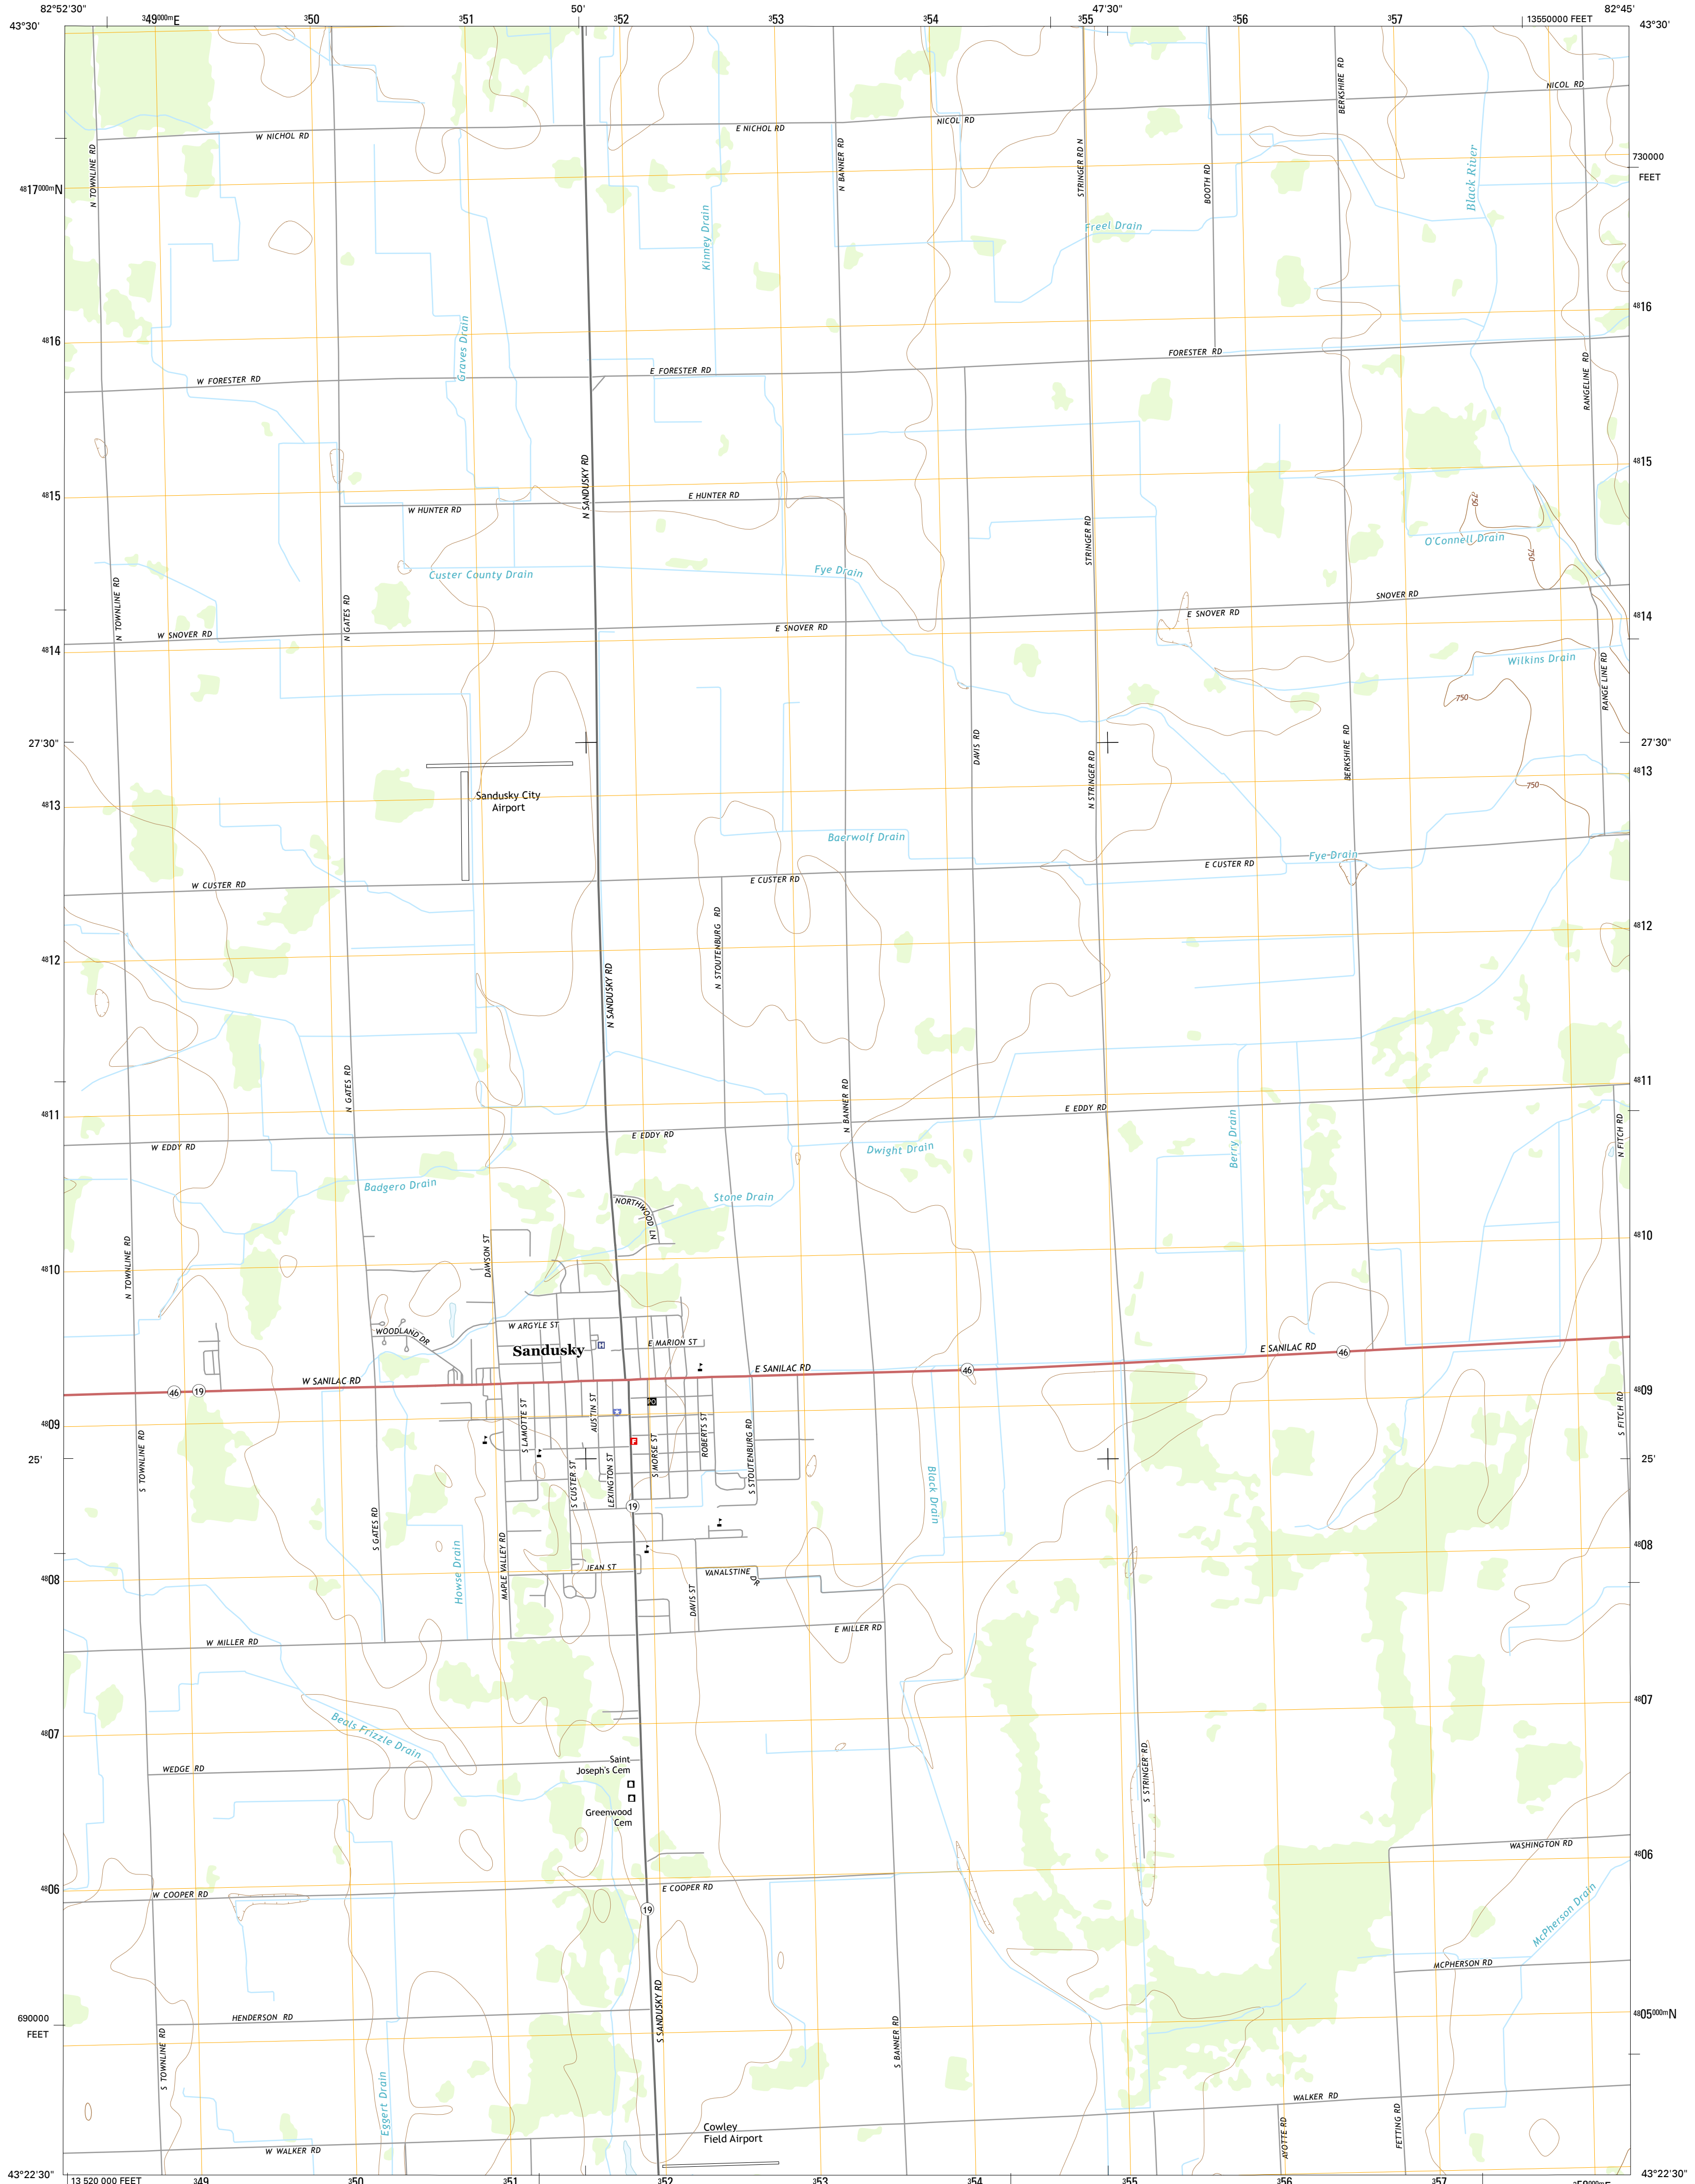 82°52'30"
349000mE
350
351
50'
352
353
354
355
47'30"
356
357
13550000 FEET
82°45'
43°30'
43°30'
NICOL RD
BERKSHIRE RD
NICOL RD
E NICHOL RD
W NICHOL RD
N TOWNLINE RD
N BANNER RD
STRINGER RD N
BOOTH RD
Black River
730000
FEET
4817000mN
Kinney Drain
Freel Drain
4816
Graves Drain
4816
FORESTER RD
E FORESTER RD
W FORESTER RD
RANGELINE RD
4815
N SANDUSKY RD
4815
E HUNTER RD
W HUNTER RD
750
STRINGER RD
O'Connell Drain
750
Custer County Drain
Fye Drain
N TOWNLINE RD
N GATES RD
SNOVER RD
E SNOVER RD
4814
W SNOVER RD
E SNOVER RD
4814
Wilkins Drain
RANGE LINE RD
750
27'30"
DAVIS RD
BERKSHIRE RD
27'30"
4813
N STRINGER RD
750
Sandusky City
Airport
4813
Baerwolf Drain
Fye Drain
E CUSTER RD
W CUSTER RD
E CUSTER RD
4812
N STOUTENBURG RD
4812
N SANDUSKY RD
N GATES RD
N BANNER RD
4811
4811
E EDDY RD
Berry Drain
N FITCH RD
E EDDY RD
W EDDY RD
Dwight Drain
Badgero Drain
Stone Drain
NORTHWOOD LN
N TOWNLINE RD
DAWSON ST
4810
4810
W ARGYLE ST
WOODLAND DR
E MARION ST
Sandusky
H
E SANILAC RD
46
E SANILAC RD
46
W SANILAC RD
46
19
4809
PO
S LAMOTTE ST
AUSTIN ST
ROBERTS ST
S FITCH RD
4809
F
S MORSE ST
S STOUTENBURG RD
S TOWNLINE RD
25'
25'
S CUSTER ST
LEXINGTON ST
Black Drain
19
S GATES RD
4808
Howse Drain
MAPLE VALLEY RD
JEAN ST
VANALSTINE DR
4808
DAVIS ST
E MILLER RD
W MILLER RD
4807
Beals Frizzle Drain
4807
WEDGE RD
Saint
Joseph's Cem
S STRINGER RD
Greenwood
Cem
WASHINGTON RD
4806
4806
W COOPER RD
E COOPER RD
19
McPherson Drain
MCPHERSON RD
S SANDUSKY RD
4805000mN
690000
FEET
HENDERSON RD
S TOWNLINE RD
S BANNER RD
Eggert Drain
WALKER RD
Cowley
Field Airport
AYOTTE RD
FETTING RD
W WALKER RD
43°22'30"
13 520 000 FEET
349
350
351
352
353
354
355
356
357
43°22'30"